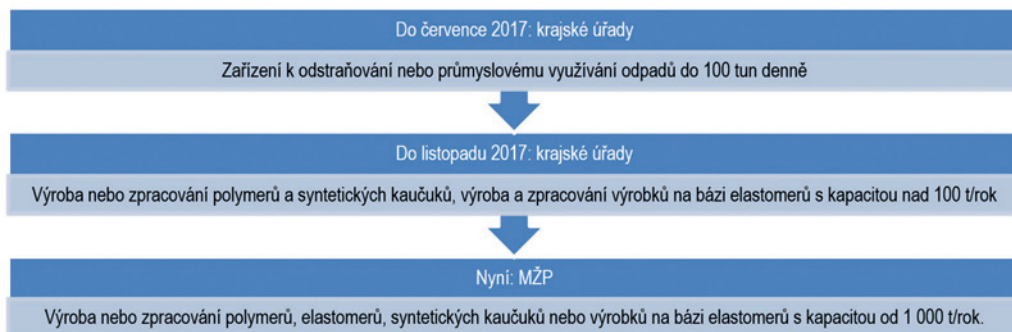 Do července 2017: krajské úřady
Zařízení k odstraňování nebo průmyslovému využívání odpadů do 100 tun denně
Do listopadu 2017: krajské úřady
Výroba nebo zpracování polymerů a syntetických kaučuků, výroba a zpracování výrobků na bázi elastomerů s kapacitou nad 100 t/rok
Nyní: MŽP
Výroba nebo zpracování polymerů, elastomerů, syntetických kaučuků nebo výrobků na bázi elastomerů s kapacitou od 1 000 t/rok.